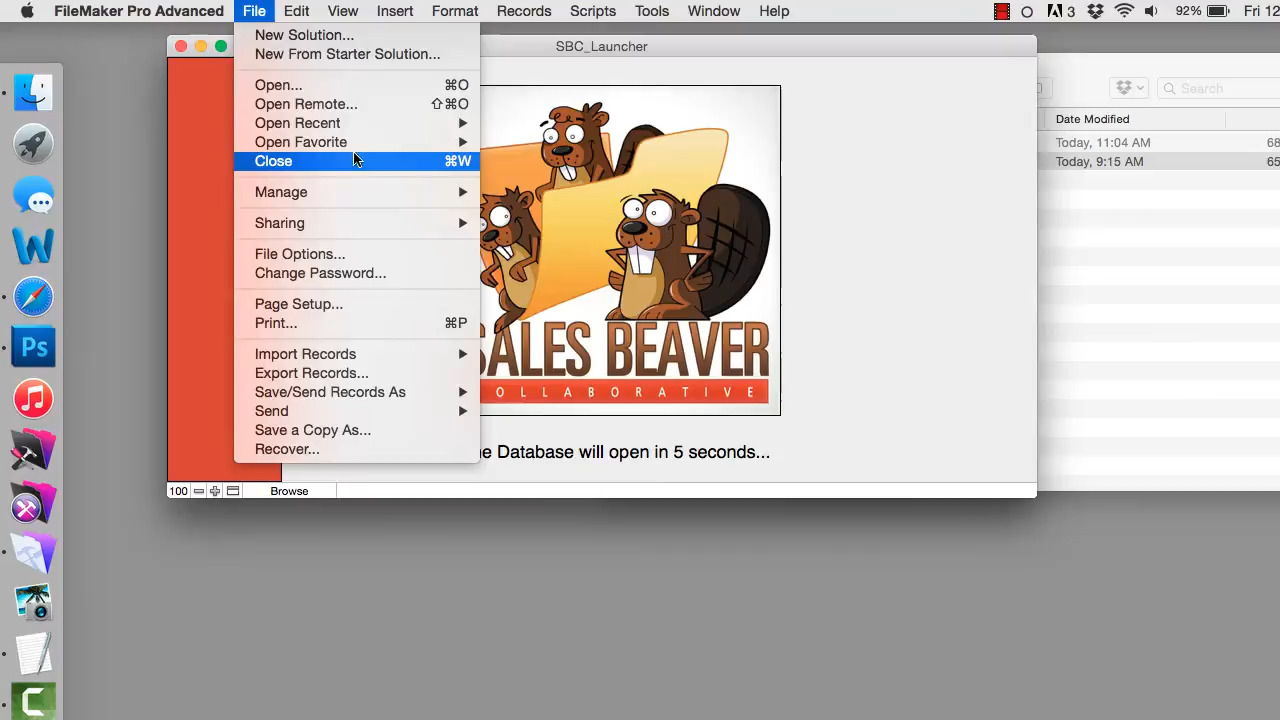 FileMaker Pro Advanced File Edit View Insert Format Records Scripts Tools Window Help 3 92% Fri 12
SBC_Launcher
New Solution...
New From Starter Solution...
Open... ⌘O
Open Remote... ⇧⌘O
Open Recent
Open Favorite
Close ⌘W
Manage
Sharing
File Options...
Change Password...
Page Setup...
Print... ⌘P
Import Records
Export Records...
Save/Send Records As
Send
Save a Copy As...
Recover...
SALES BEAVER
OLLABORATIVE
e Database will open in 5 seconds...
100 Browse
Search
Date Modified
Today, 11:04 AM 68
Today, 9:15 AM 65
W
Ps
C